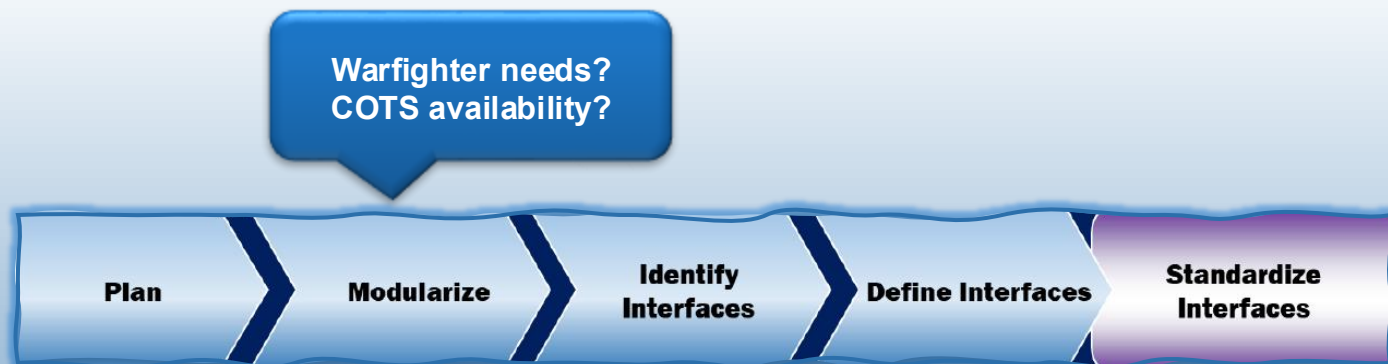 Warfighter needs?
COTS availability?
Plan
Modularize
Identify
Interfaces
Define Interfaces
Standardize
Interfaces